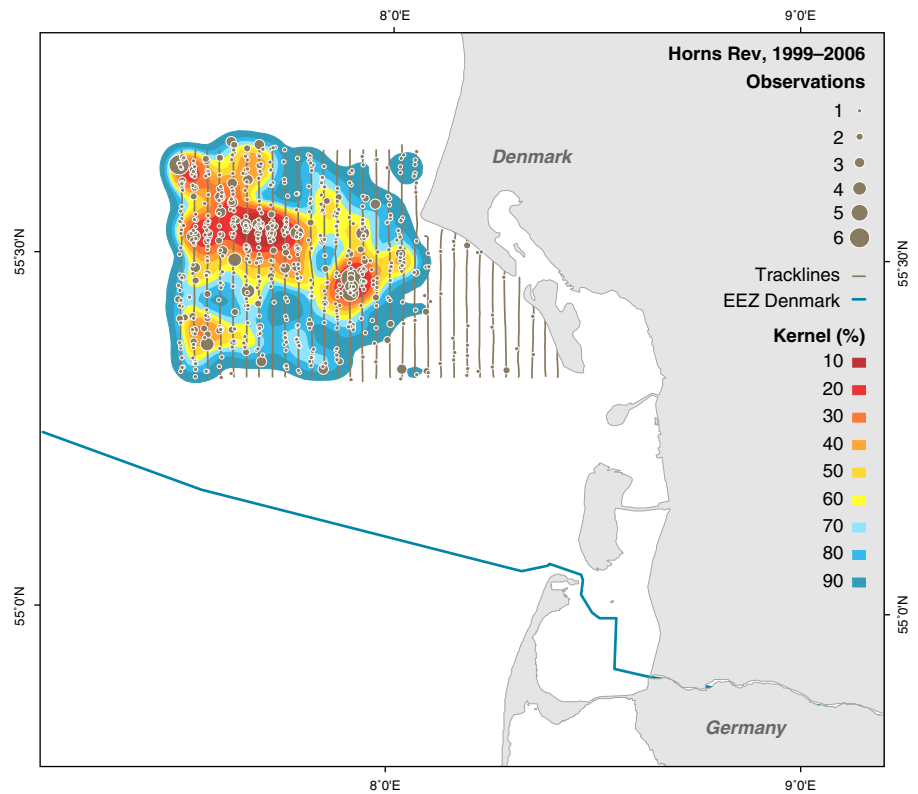 8˚0'E
9˚0'E
Horns Rev, 1999–2006
Observations
1
2
3
4
5
6
Denmark
55˚30'N
55˚30'N
Tracklines
EEZ Denmark
Kernel (%)
10
20
30
40
50
60
70
80
90
55˚0'N
55˚0'N
Germany
8˚0'E
9˚0'E